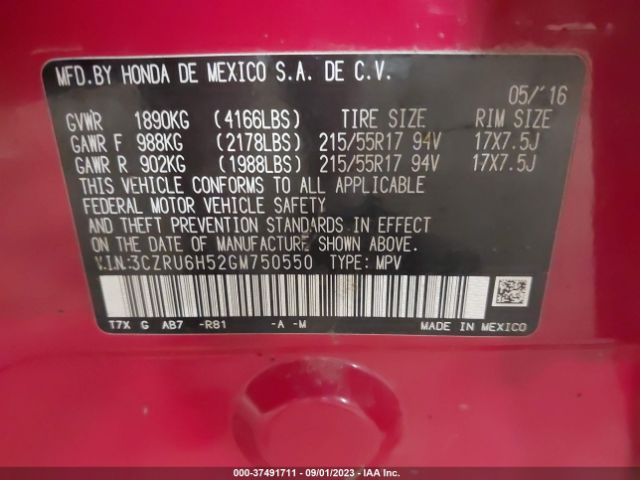 MFD.BY HONDA DE MEXICO S.A. DE C.V.
05/'16
GVWR 1890KG (4166LBS) TIRE SIZE RIM SIZE
GAWR F 988KG (2178LBS) 215/55R17 94V 17X7.5J
GAWR R 902KG (1988LBS) 215/55R17 94V 17X7.5J
THIS VEHICLE CONFORMS TO ALL APPLICABLE
FEDERAL MOTOR VEHICLE SAFETY
AND THEFT PREVENTION STANDARDS IN EFFECT
ON THE DATE OF MANUFACTURE SHOWN ABOVE.
V.I.N:3CZRU6H52GM750550 TYPE: MPV
T7X G AB7 -R81 -A -M MADE IN MEXICO
000-37491711 - 09/01/2023 - IAA Inc.